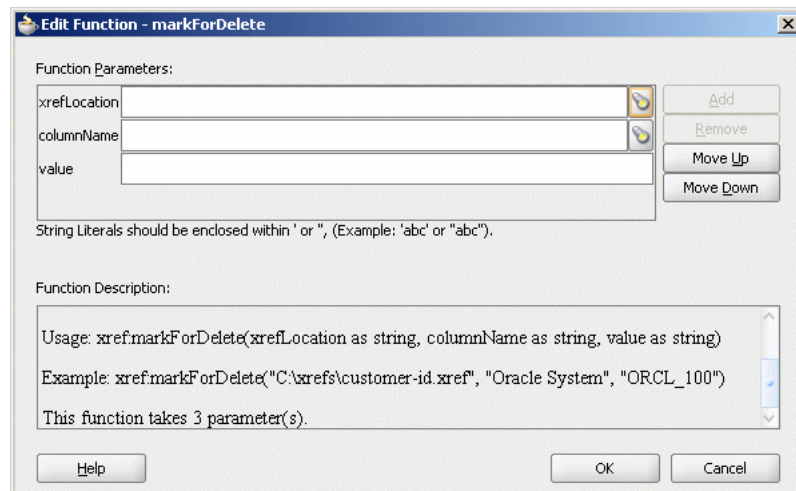 Edit Function - markForDelete
Function Parameters:
xrefLocation
columnName
value
Add
Remove
Move Up
Move Down
String Literals should be enclosed within ' or ", (Example: 'abc' or "abc").
Function Description:
Usage: xref:markForDelete(xrefLocation as string, columnName as string, value as string)
Example: xref:markForDelete("C:\xrefs\customer-id.xref", "Oracle System", "ORCL_100")
This function takes 3 parameter(s).
Help
OK
Cancel